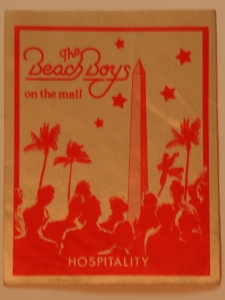 The
Beach Boys
on the mall
HOSPITALITY